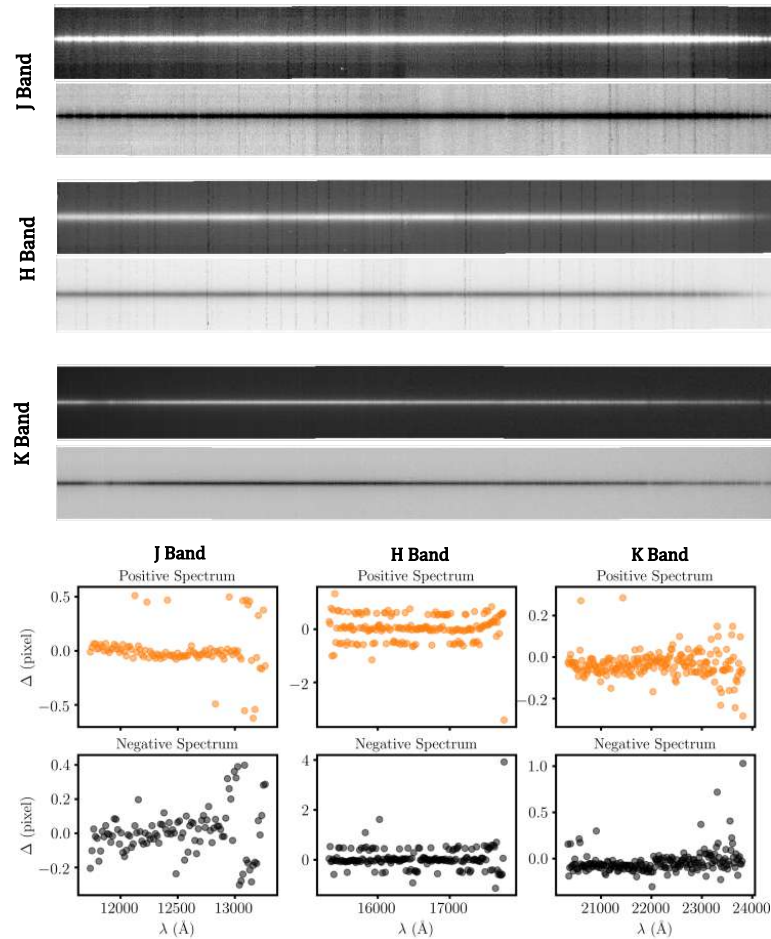 J Band
H Band
K Band
J Band H Band K Band
Positive Spectrum Positive Spectrum Positive Spectrum
Δ (pixel)
0.5
0.0
−0.5
0
−2
0.2
0.0
−0.2
Negative Spectrum Negative Spectrum Negative Spectrum
Δ (pixel)
0.4
0.2
0.0
−0.2
4
2
0
1.0
0.5
0.0
12000 12500 13000 16000 17000 21000 22000 23000 24000
λ (Å) λ (Å) λ (Å)